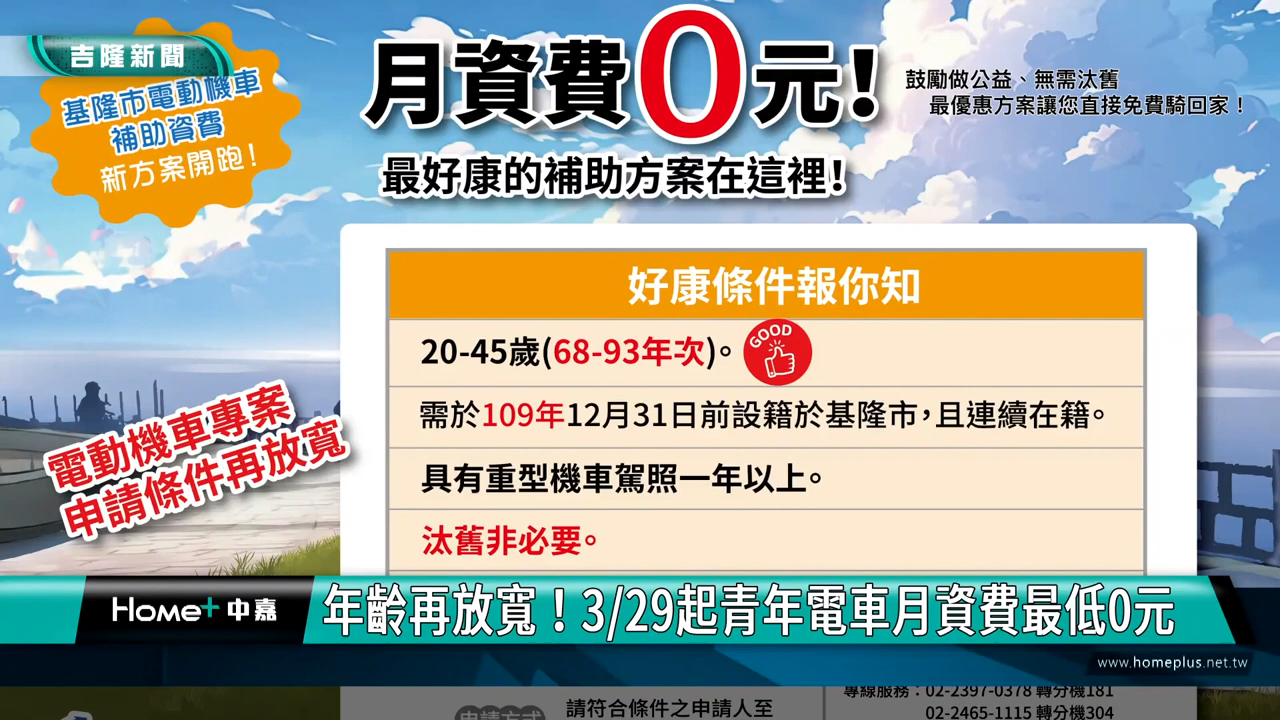 吉隆新聞
基隆市電動機車
補助資費
新方案開跑！
月資費0元！
鼓勵做公益、無需汰舊
最優惠方案讓您直接免費騎回家！
最好康的補助方案在這裡！
好康條件報你知
20-45歲(68-93年次)。
GOOD
需於109年12月31日前設籍於基隆市，且連續在籍。
具有重型機車駕照一年以上。
汰舊非必要。
電動機車專案
申請條件再放寬
Home+中嘉
年齡再放寬！3/29起青年電車月資費最低0元
www.homeplus.net.tw
申請方式
請符合條件之申請人至
專線服務：02-2397-0378 轉分機181
02-2465-1115 轉分機304